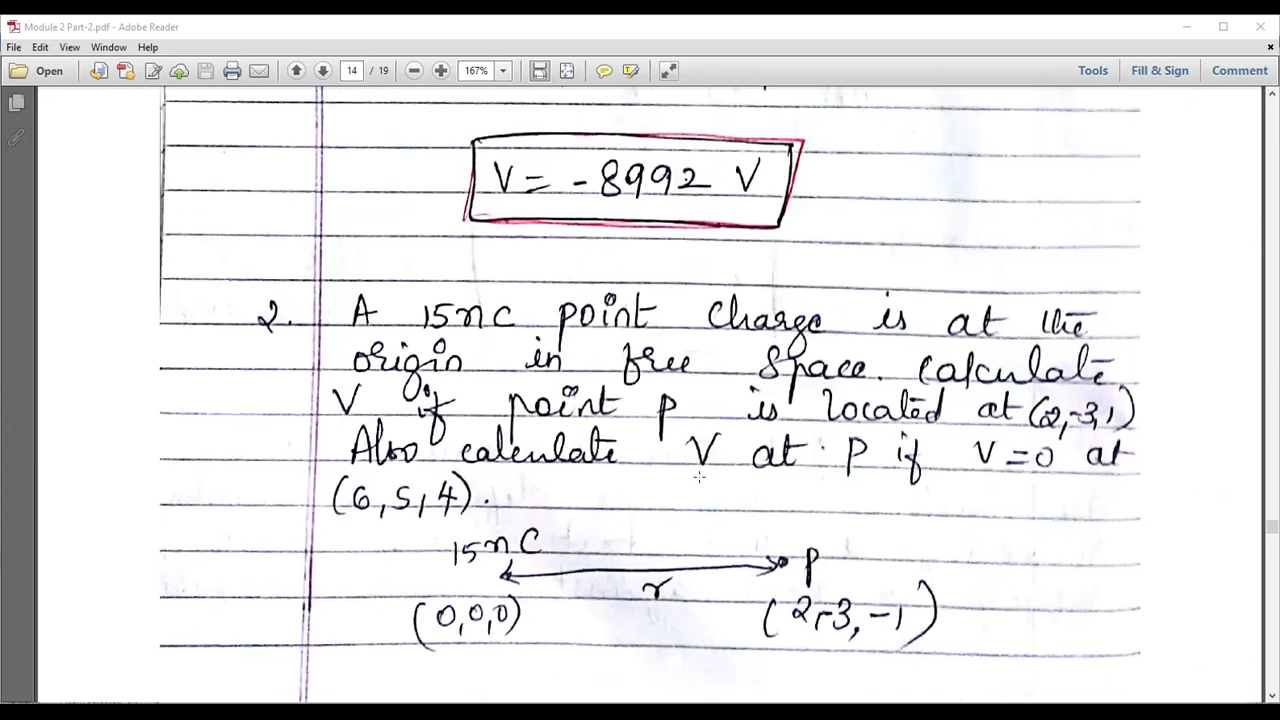 Module 2 Part-2.pdf - Adobe Reader
File Edit View Window Help
Open 14 / 19 167% Tools Fill & Sign Comment
V = -8992 V
2. A 15nC point charge is at the
origin in free space. Calculate
V if point P is located at (2,-3,1)
Also calculate V at P if V=0 at
(6,5,4).
15nC P
r
(0,0,0) (2,-3,-1)